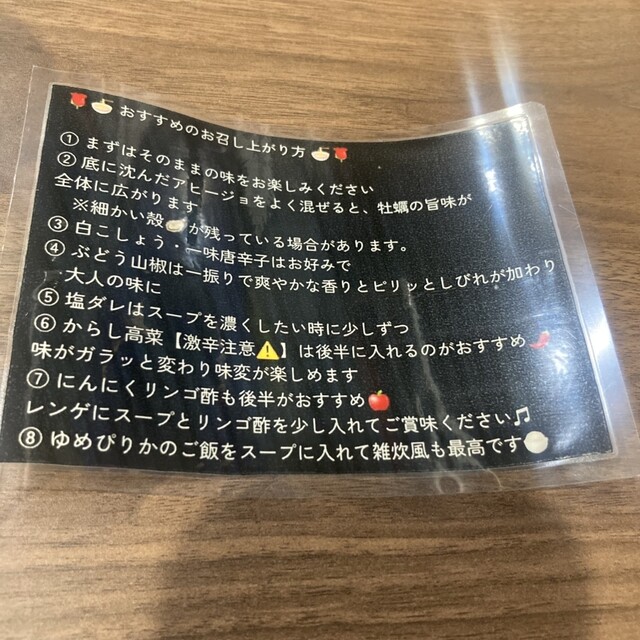 🌹🍜 おすすめのお召し上がり方 🍜🌹
① まずはそのままの味をお楽しみください
② 底に沈んだアヒージョをよく混ぜると、牡蠣の旨味が
全体に広がります
※細かい殻🦪が残っている場合があります。
③ 白こしょう・一味唐辛子はお好みで
④ ぶどう山椒は一振りで爽やかな香りとピリッとしびれが加わり
大人の味に
⑤ 塩ダレはスープを濃くしたい時に少しずつ
⑥ からし高菜【激辛注意⚠️】は後半に入れるのがおすすめ🌶️
味がガラッと変わり味変が楽しめます
⑦ にんにくリンゴ酢も後半がおすすめ🍎
レンゲにスープとリンゴ酢を少し入れてご賞味ください🎵
⑧ ゆめぴりかのご飯をスープに入れて雑炊風も最高です🍚